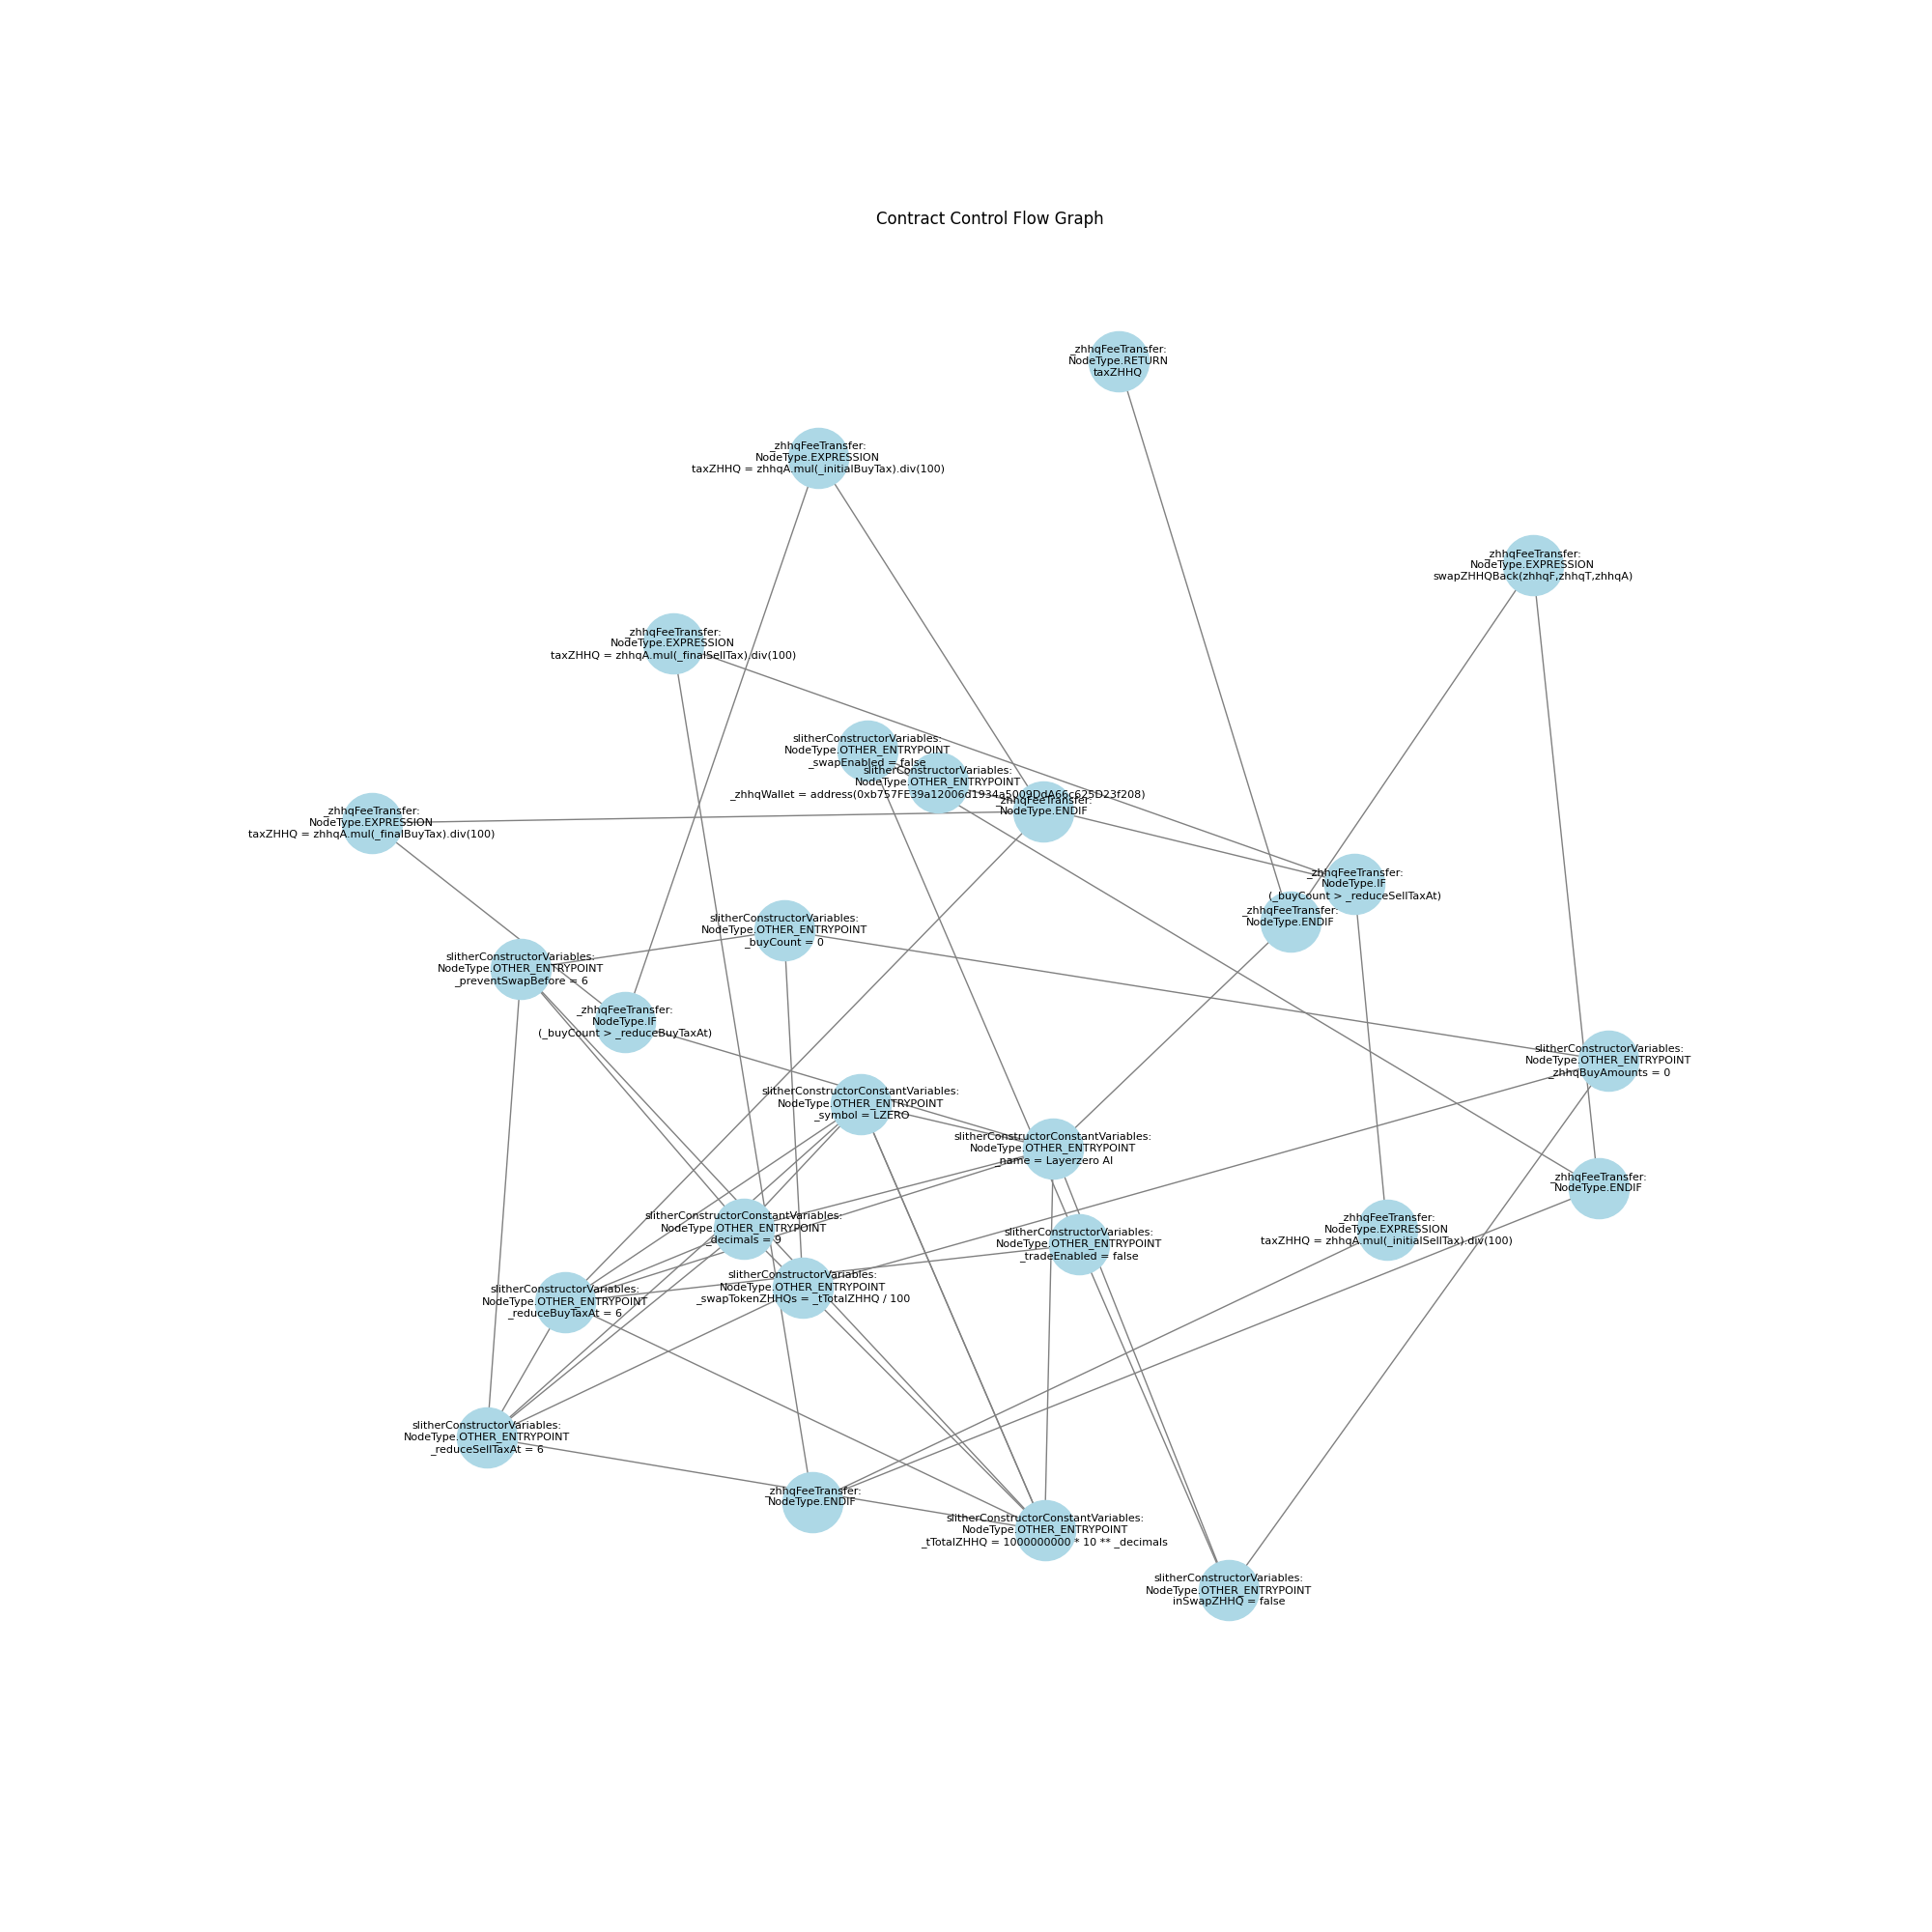 Contract Control Flow Graph
_zhhqFeeTransfer:
NodeType.RETURN
taxZHHQ
_zhhqFeeTransfer:
NodeType.EXPRESSION
taxZHHQ = zhhqA.mul(_initialBuyTax).div(100)
_zhhqFeeTransfer:
NodeType.EXPRESSION
swapZHHQBack(zhhqF,zhhqT,zhhqA)
_zhhqFeeTransfer:
NodeType.EXPRESSION
taxZHHQ = zhhqA.mul(_finalSellTax).div(100)
slitherConstructorVariables:
NodeType.OTHER_ENTRYPOINT
_swapEnabled = false
slitherConstructorVariables:
NodeType.OTHER_ENTRYPOINT
_zhhqWallet = address(0xb757FE39a12006d1934a5009DdA66c625D23f208)
_zhhqFeeTransfer:
NodeType.ENDIF
_zhhqFeeTransfer:
NodeType.EXPRESSION
taxZHHQ = zhhqA.mul(_finalBuyTax).div(100)
_zhhqFeeTransfer:
NodeType.IF
(_buyCount > _reduceSellTaxAt)
_zhhqFeeTransfer:
NodeType.ENDIF
slitherConstructorVariables:
NodeType.OTHER_ENTRYPOINT
_buyCount = 0
slitherConstructorVariables:
NodeType.OTHER_ENTRYPOINT
_preventSwapBefore = 6
_zhhqFeeTransfer:
NodeType.IF
(_buyCount > _reduceBuyTaxAt)
slitherConstructorVariables:
NodeType.OTHER_ENTRYPOINT
_zhhqBuyAmounts = 0
slitherConstructorConstantVariables:
NodeType.OTHER_ENTRYPOINT
_symbol = LZERO
slitherConstructorConstantVariables:
NodeType.OTHER_ENTRYPOINT
_name = Layerzero AI
_zhhqFeeTransfer:
NodeType.ENDIF
slitherConstructorConstantVariables:
NodeType.OTHER_ENTRYPOINT
_decimals = 9
_zhhqFeeTransfer:
NodeType.EXPRESSION
taxZHHQ = zhhqA.mul(_initialSellTax).div(100)
slitherConstructorVariables:
NodeType.OTHER_ENTRYPOINT
_tradeEnabled = false
slitherConstructorVariables:
NodeType.OTHER_ENTRYPOINT
_swapTokenZHHQs = _tTotalZHHQ / 100
slitherConstructorVariables:
NodeType.OTHER_ENTRYPOINT
_reduceBuyTaxAt = 6
slitherConstructorVariables:
NodeType.OTHER_ENTRYPOINT
_reduceSellTaxAt = 6
_zhhqFeeTransfer:
NodeType.ENDIF
slitherConstructorConstantVariables:
NodeType.OTHER_ENTRYPOINT
_tTotalZHHQ = 1000000000 * 10 ** _decimals
slitherConstructorVariables:
NodeType.OTHER_ENTRYPOINT
inSwapZHHQ = false